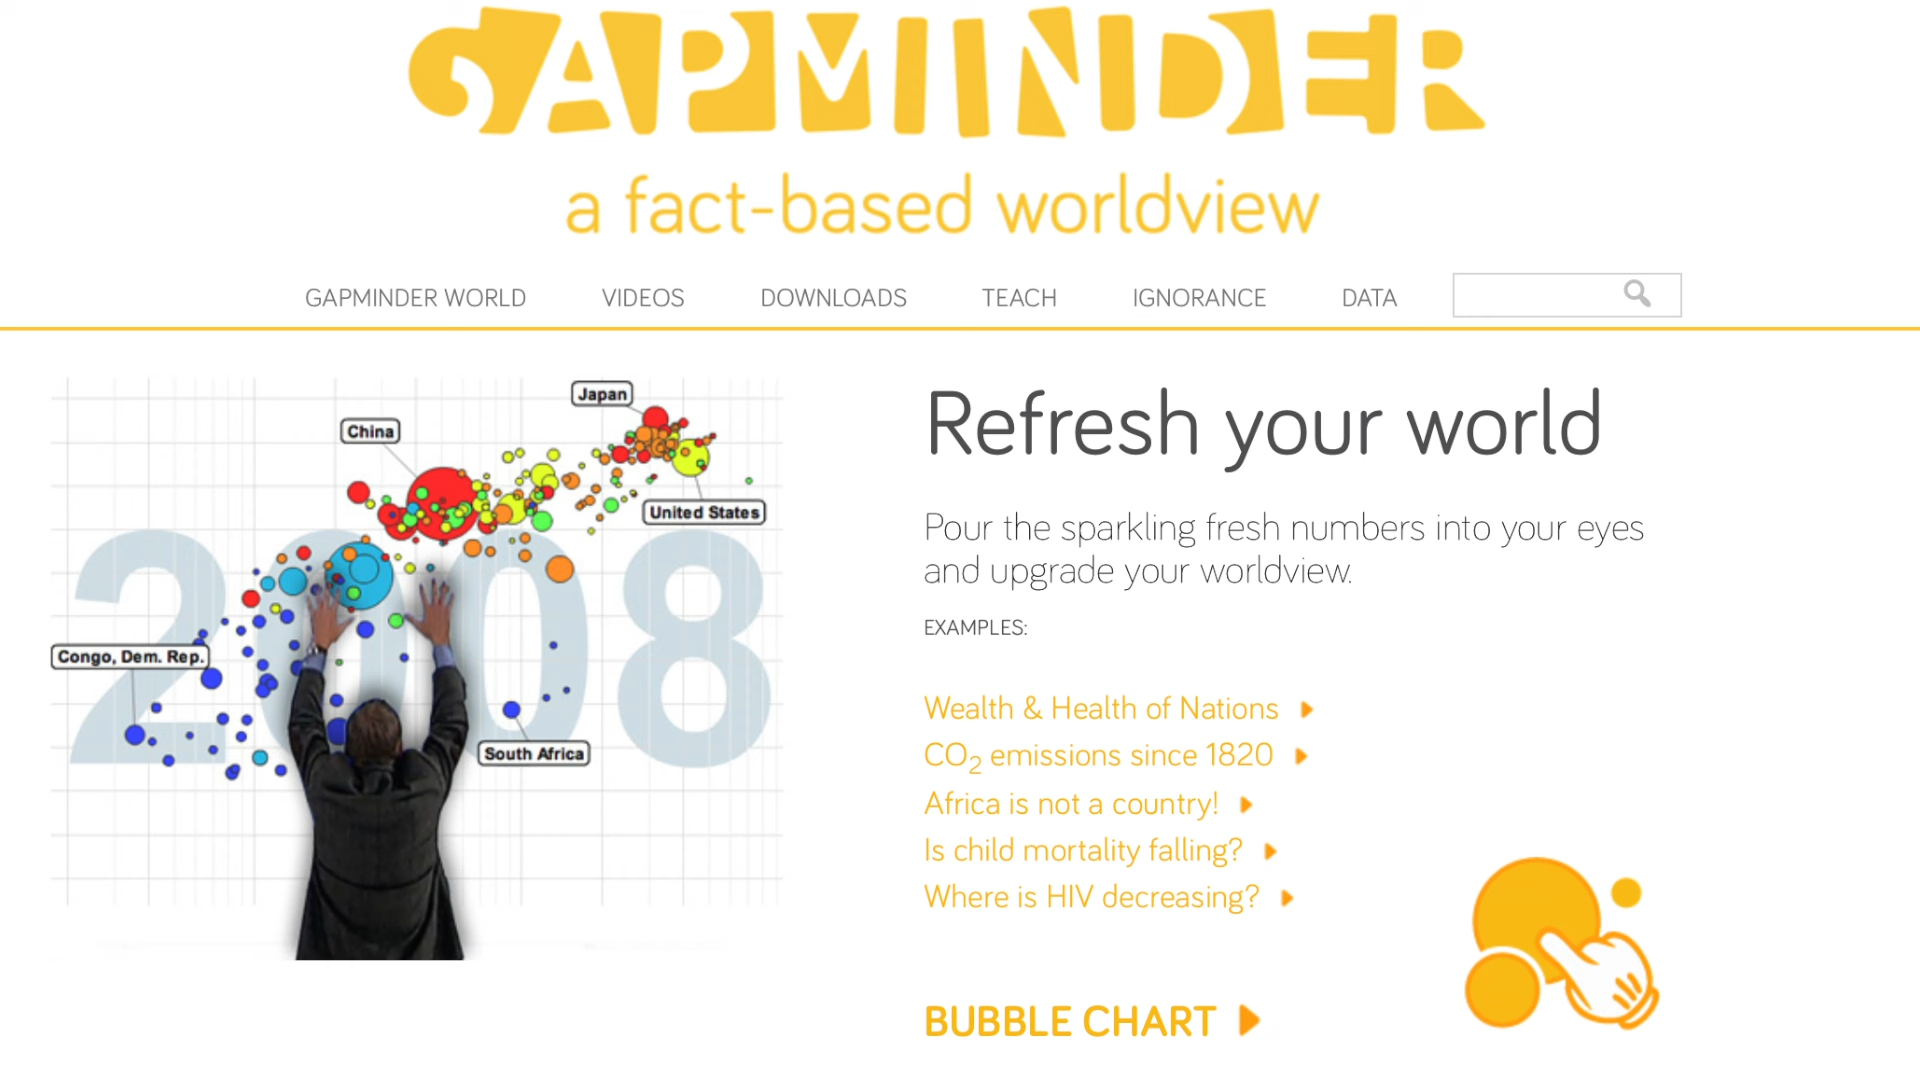 GAPMINDER
a fact-based worldview
GAPMINDER WORLD
VIDEOS
DOWNLOADS
TEACH
IGNORANCE
DATA
Japan
China
United States
2008
Congo, Dem. Rep.
South Africa
Refresh your world
Pour the sparkling fresh numbers into your eyes
and upgrade your worldview.
EXAMPLES:
Wealth & Health of Nations
CO₂ emissions since 1820
Africa is not a country!
Is child mortality falling?
Where is HIV decreasing?
BUBBLE CHART